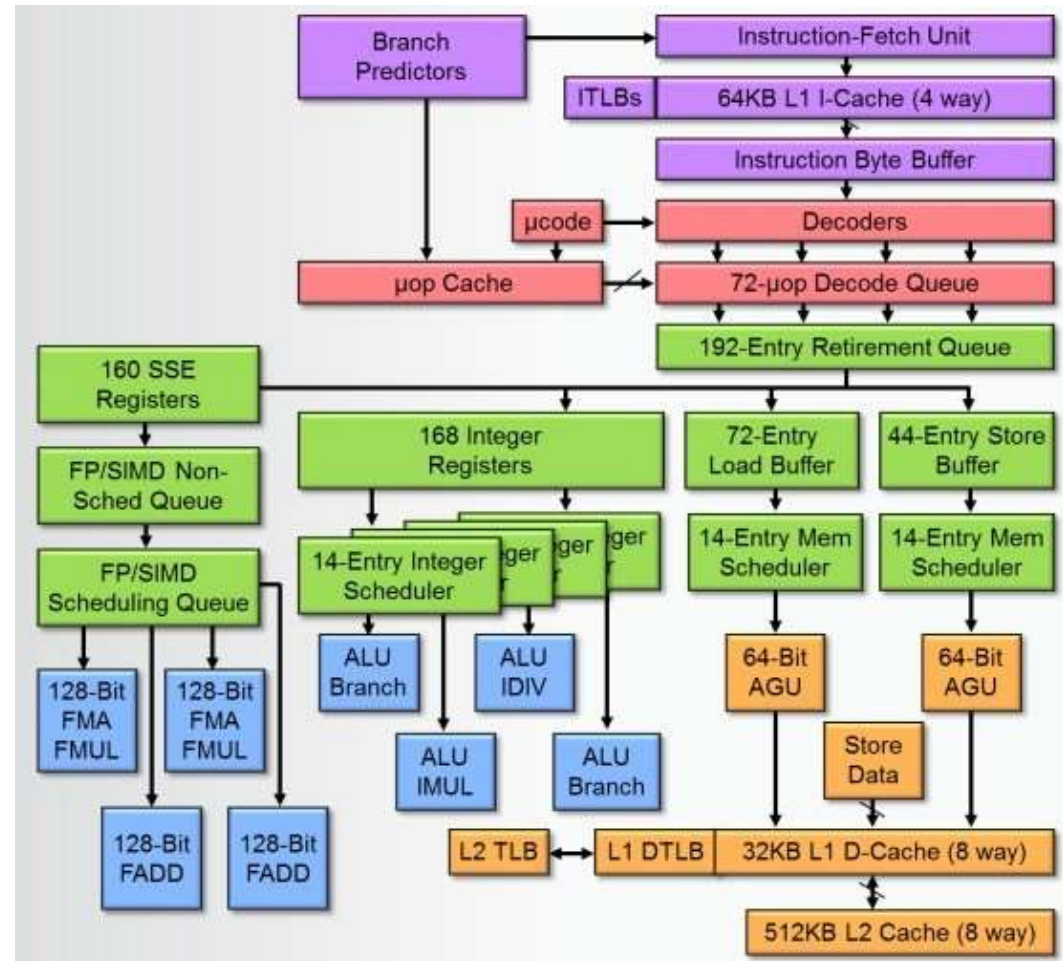 Branch
Predictors
Instruction-Fetch Unit
ITLBs
64KB L1 I-Cache (4 way)
Instruction Byte Buffer
µcode
Decoders
µop Cache
72-µop Decode Queue
192-Entry Retirement Queue
160 SSE
Registers
168 Integer
Registers
72-Entry
Load Buffer
44-Entry Store
Buffer
FP/SIMD Non-
Sched Queue
14-Entry Integer
Scheduler
teger
r
teger
r
ger
r
14-Entry Mem
Scheduler
14-Entry Mem
Scheduler
FP/SIMD
Scheduling Queue
ALU
Branch
ALU
IDIV
64-Bit
AGU
64-Bit
AGU
128-Bit
FMA
FMUL
128-Bit
FMA
FMUL
ALU
IMUL
ALU
Branch
Store
Data
128-Bit
FADD
128-Bit
FADD
L2 TLB
L1 DTLB
32KB L1 D-Cache (8 way)
512KB L2 Cache (8 way)